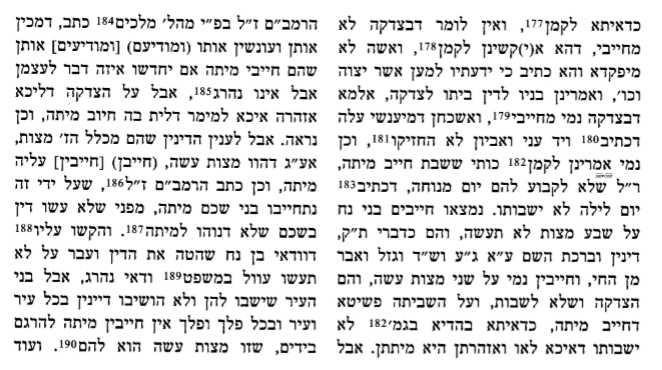 כדאיתא לקמן177, ואין לומר דבצדקה לא
מחייבי, דהא א(י)קשינן לקמן178, ואשה לא
מיפקדא והא כתיב כי ידעתיו למען אשר יצוה
וכו', ואמרינן בניו לדין ביתו לצדקה, אלמא
דבצדקה נמי מחייבי179, ואשכחן דמיענשי עלה
דכתיב180 ויד עני ואביון לא החזיקו181, וכן
נמי אמרינן לקמן182 כותי ששבת חייב מיתה,
ר"ל שלא לקבוע להם יום מנוחה, דכתיב183
יום לילה לא ישבותו. נמצאו חייבים בני נח
על שבע מצות לא תעשה, והם כדברי ת"ק,
דינין וברכת השם ע"א ג"ע וש"ד וגזל ואבר
מן החי, וחייבין נמי על שני מצות עשה, והם
הצדקה ושלא לשבות, ועל השביתה פשיטא
דחייב מיתה, כדאיתא בהדיא בגמ'182 לא
ישבותו דאיכא לאו ואזהרתן היא מיתתן. אבל
הרמב"ם ז"ל בפ"י מהל' מלכים184 כתב, דמכין
אותן ועונשין אותו (ומודיעם) [ומודיעים] אותן
שהם חייבי מיתה אם יחדשו איזה דבר לעצמן
אבל אינו נהרג185, אבל על הצדקה דליכא
אזהרה איכא למימר דלית בה חיוב מיתה, וכן
נראה. אבל לענין הדינין שהם מכלל הז' מצות,
אע"ג דהוו מצות עשה, (חייבן) [חייבין] עליה
מיתה, וכן כתב הרמב"ם ז"ל186, שעל ידי זה
נתחייבו בני שכם מיתה, מפני שלא עשו דין
בשכם שלא דנוהו למיתה187. והקשו עליו188
דוודאי בן נח שהטה את הדין ועבר על לא
תעשו עוול במשפט189 ודאי נהרג, אבל בני
העיר שישבו להן ולא הושיבו דיינין בכל עיר
ועיר ובכל פלך ופלך אין חייבין מיתה להרגם
בידים, שזו מצות עשה הוא להם190. ועוד